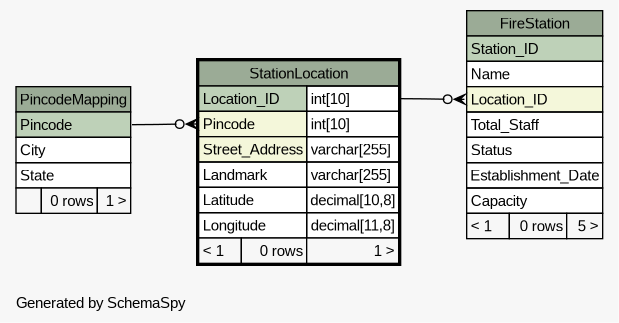 PincodeMapping
Pincode
City
State
0 rows 1 >
StationLocation
Location_ID int[10]
Pincode int[10]
Street_Address varchar[255]
Landmark varchar[255]
Latitude decimal[10,8]
Longitude decimal[11,8]
< 1 0 rows 1 >
FireStation
Station_ID
Name
Location_ID
Total_Staff
Status
Establishment_Date
Capacity
< 1 0 rows 5 >
Generated by SchemaSpy